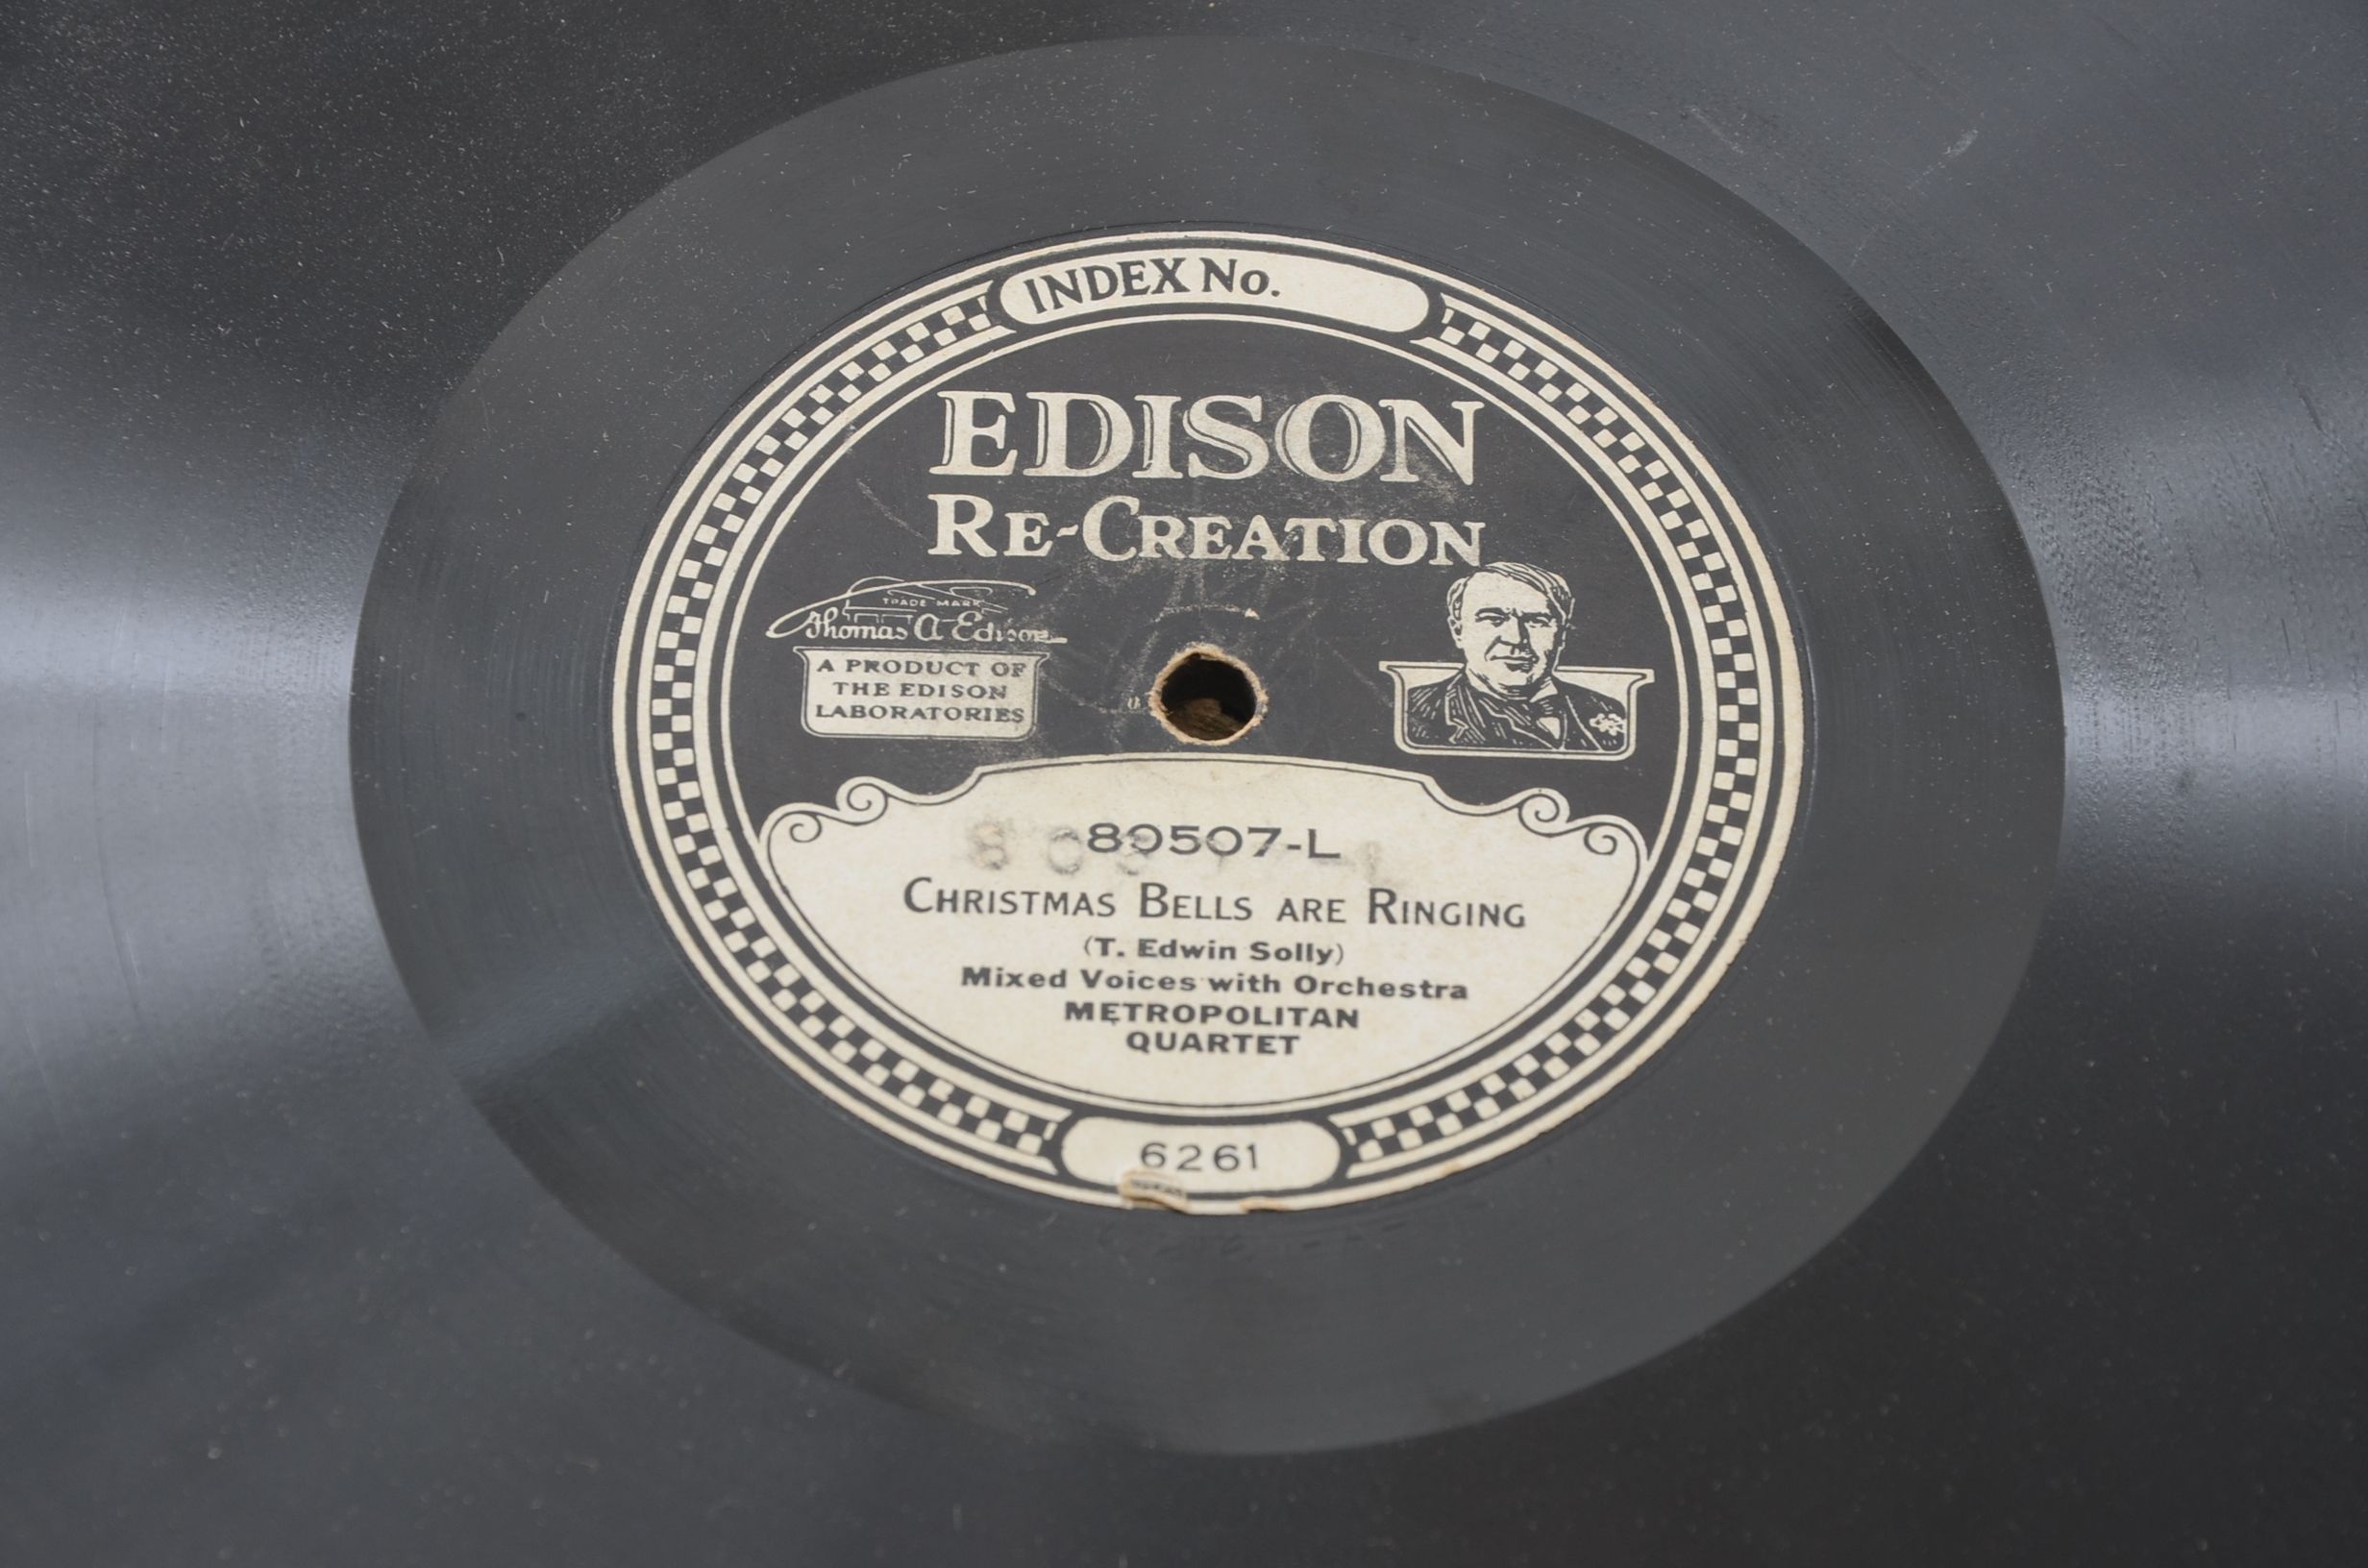 INDEX No.
EDISON
RE-CREATION
TRADE MARK
Thomas A Edison
A PRODUCT OF
THE EDISON
LABORATORIES
80507-L
CHRISTMAS BELLS ARE RINGING
(T. Edwin Solly)
Mixed Voices with Orchestra
METROPOLITAN
QUARTET
6261